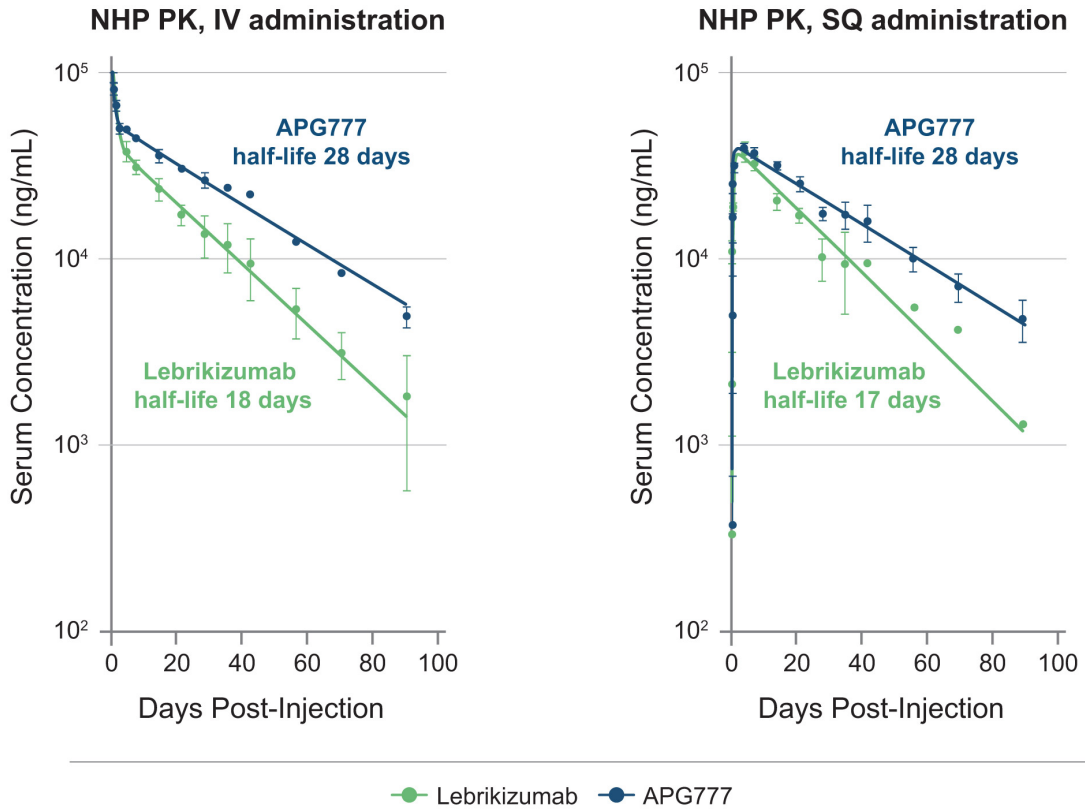 NHP PK, IV administration
10⁵
10⁴
10³
10²
Serum Concentration (ng/mL)
APG777
half-life 28 days
Lebrikizumab
half-life 18 days
0 20 40 60 80 100
Days Post-Injection
NHP PK, SQ administration
10⁵
10⁴
10³
10²
Serum Concentration (ng/mL)
APG777
half-life 28 days
Lebrikizumab
half-life 17 days
0 20 40 60 80 100
Days Post-Injection
Lebrikizumab APG777